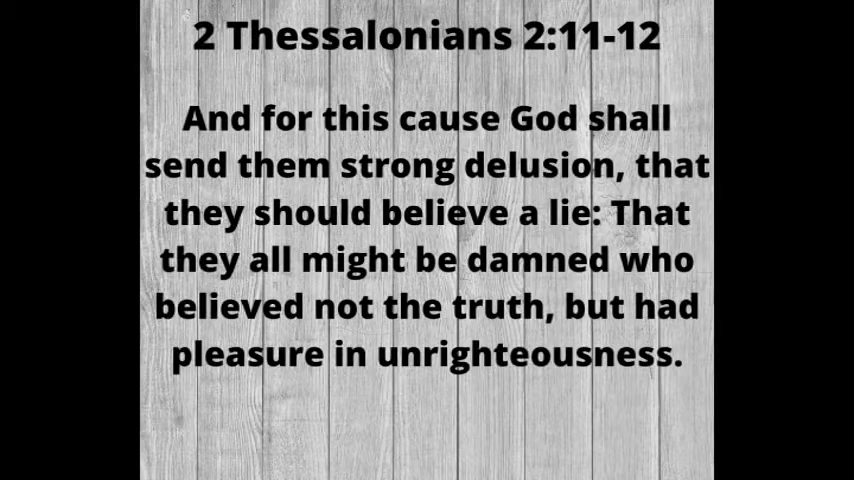 2 Thessalonians 2:11-12
And for this cause God shall
send them strong delusion, that
they should believe a lie: That
they all might be damned who
believed not the truth, but had
pleasure in unrighteousness.